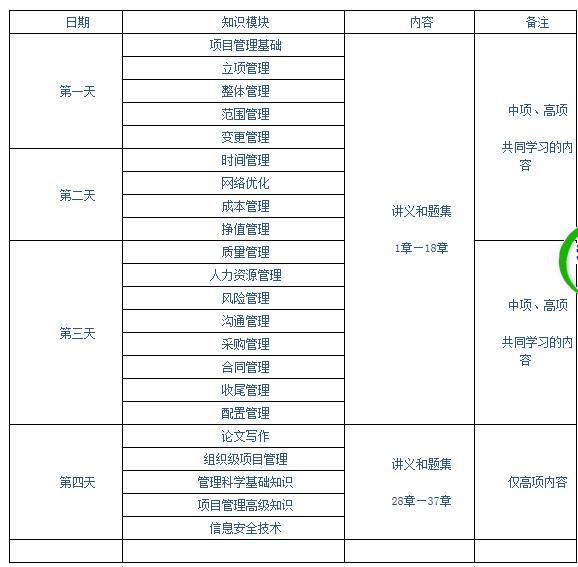 日期 知识模块 内容 备注
第一天
项目管理基础
立项管理
整体管理
范围管理
变更管理
第二天
时间管理
网络优化
成本管理
挣值管理
第三天
质量管理
人力资源管理
风险管理
沟通管理
采购管理
合同管理
收尾管理
配置管理
讲义和题集
1章—18章
中项、高项
共同学习的内
容
中项、高项
共同学习的内
容
第四天
论文写作
组织级项目管理
管理科学基础知识
项目管理高级知识
信息安全技术
讲义和题集
28章—37章
仅高项内容